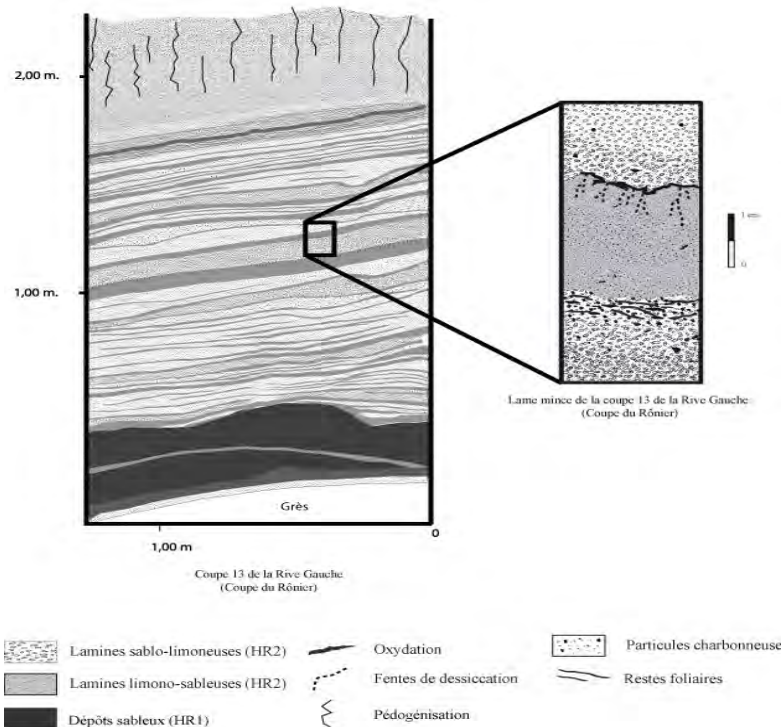 2,00 m.
1,00 m.
Grès
1,00 m
0
Coupe 13 de la Rive Gauche
(Coupe du Rônier)
1 cm
0
Lame mince de la coupe 13 de la Rive Gauche
(Coupe du Rônier)
Lamines sablo-limoneuses (HR2)
Oxydation
Particules charbonneuse
Lamines limono-sableuses (HR2)
Fentes de dessiccation
Restes foliaires
Dépôts sableux (HR1)
Pédogénisation